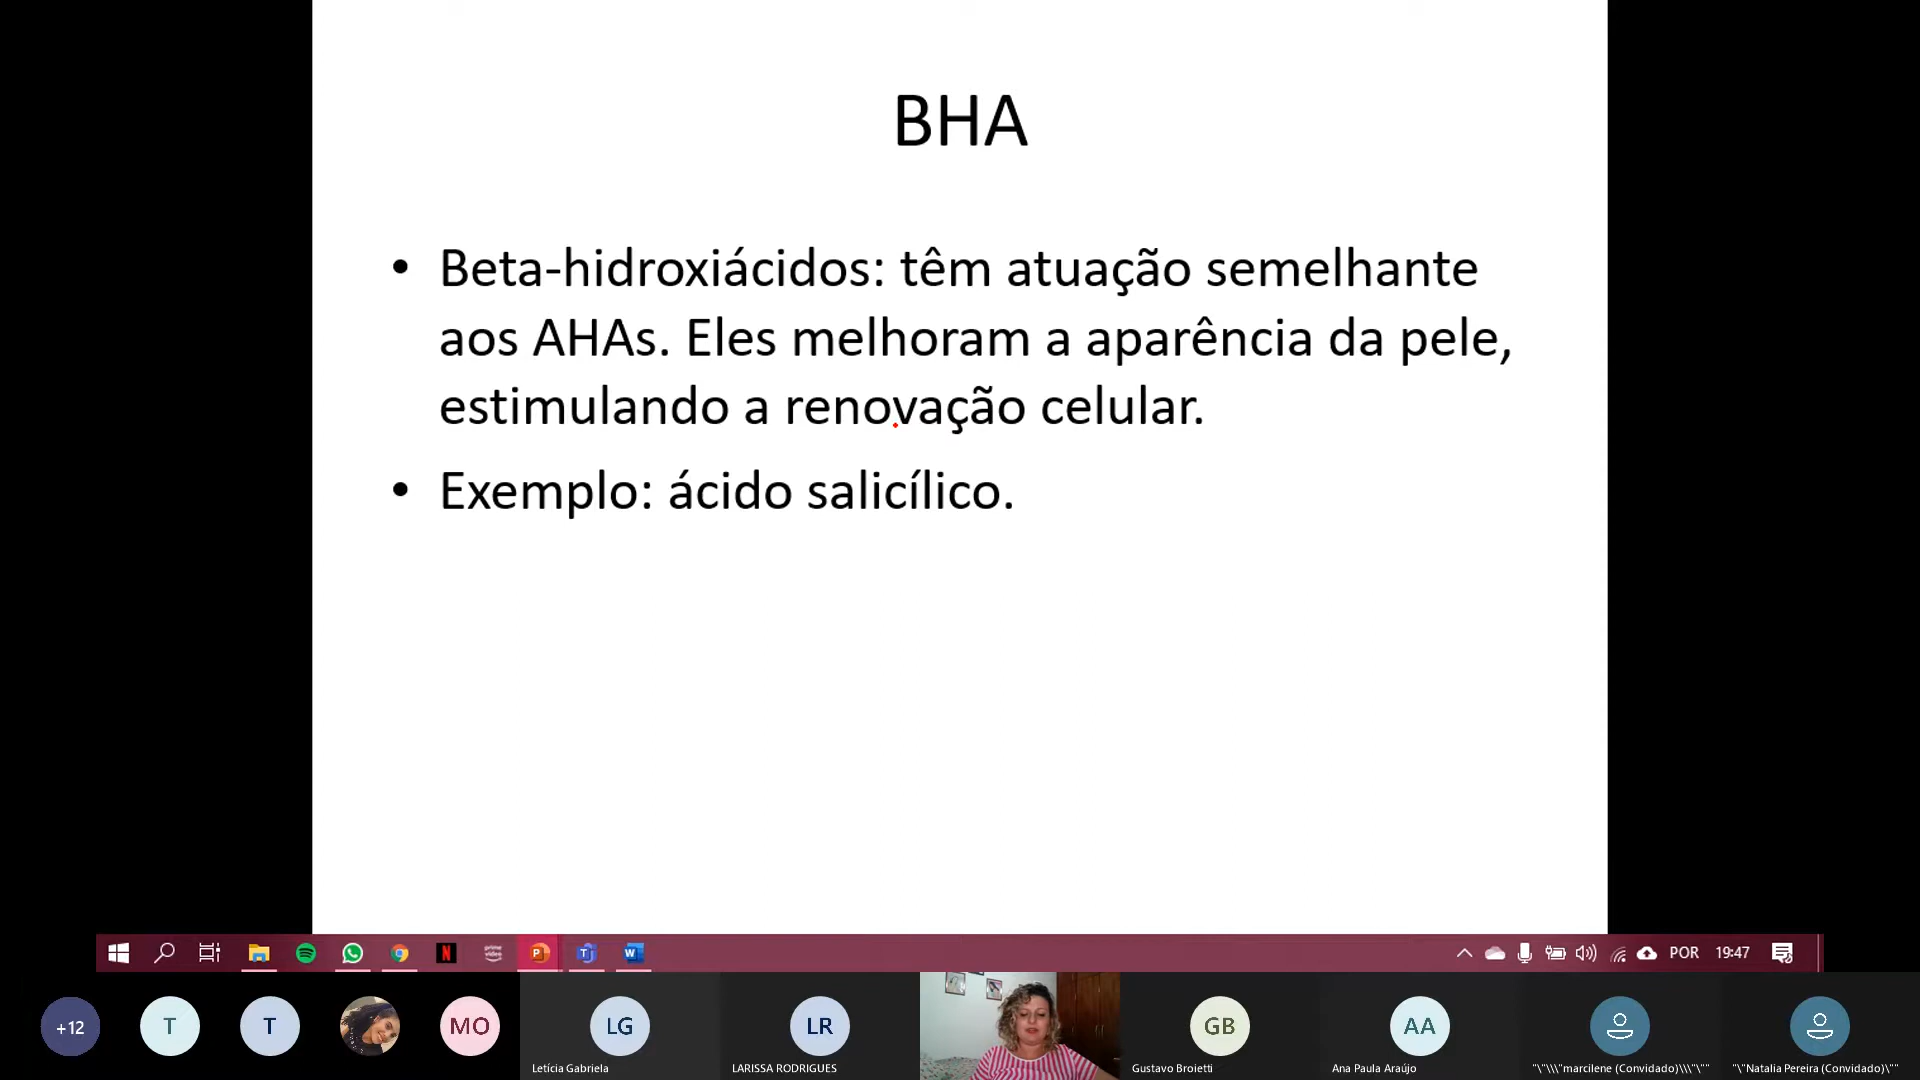 BHA
• Beta-hidroxiácidos: têm atuação semelhante
aos AHAs. Eles melhoram a aparência da pele,
estimulando a renovação celular.
• Exemplo: ácido salicílico.
N
prime video
P
T
W
POR
19:47
+12
T
T
MO
LG
LR
GB
AA
Letícia Gabriela
LARISSA RODRIGUES
Gustavo Broietti
Ana Paula Araújo
"\"\\\"marcilene (Convidado)\\\"\""
"\"Natalia Pereira (Convidado)\""